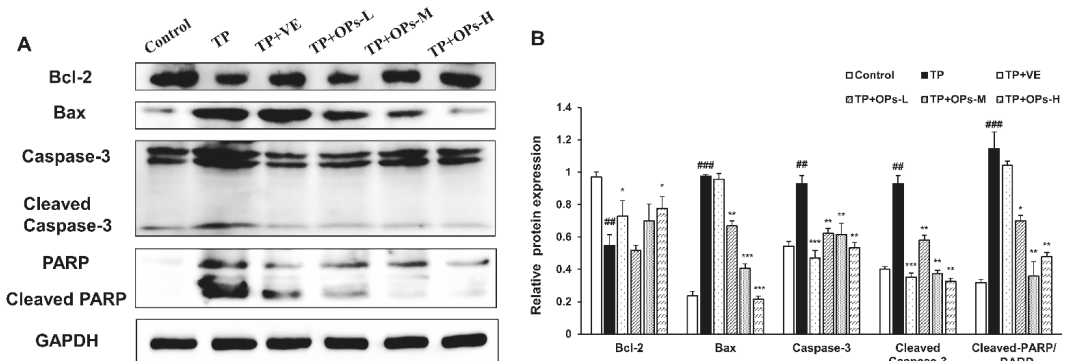 A
Control TP TP+VE TP+OPs-L TP+OPs-M TP+OPs-H
Bcl-2
Bax
Caspase-3
Cleaved
Caspase-3
PARP
Cleaved PARP
GAPDH
B
Control TP TP+VE
TP+OPs-L TP+OPs-M TP+OPs-H
Relative protein expression
1.4
1.2
1
0.8
0.6
0.4
0.2
0
## * *
### ** *** ***
## *** ** ** **
## *** ** ** **
### * ** **
Bcl-2 Bax Caspase-3 Cleaved Cleaved-PARP/
Caspase-3 PARP